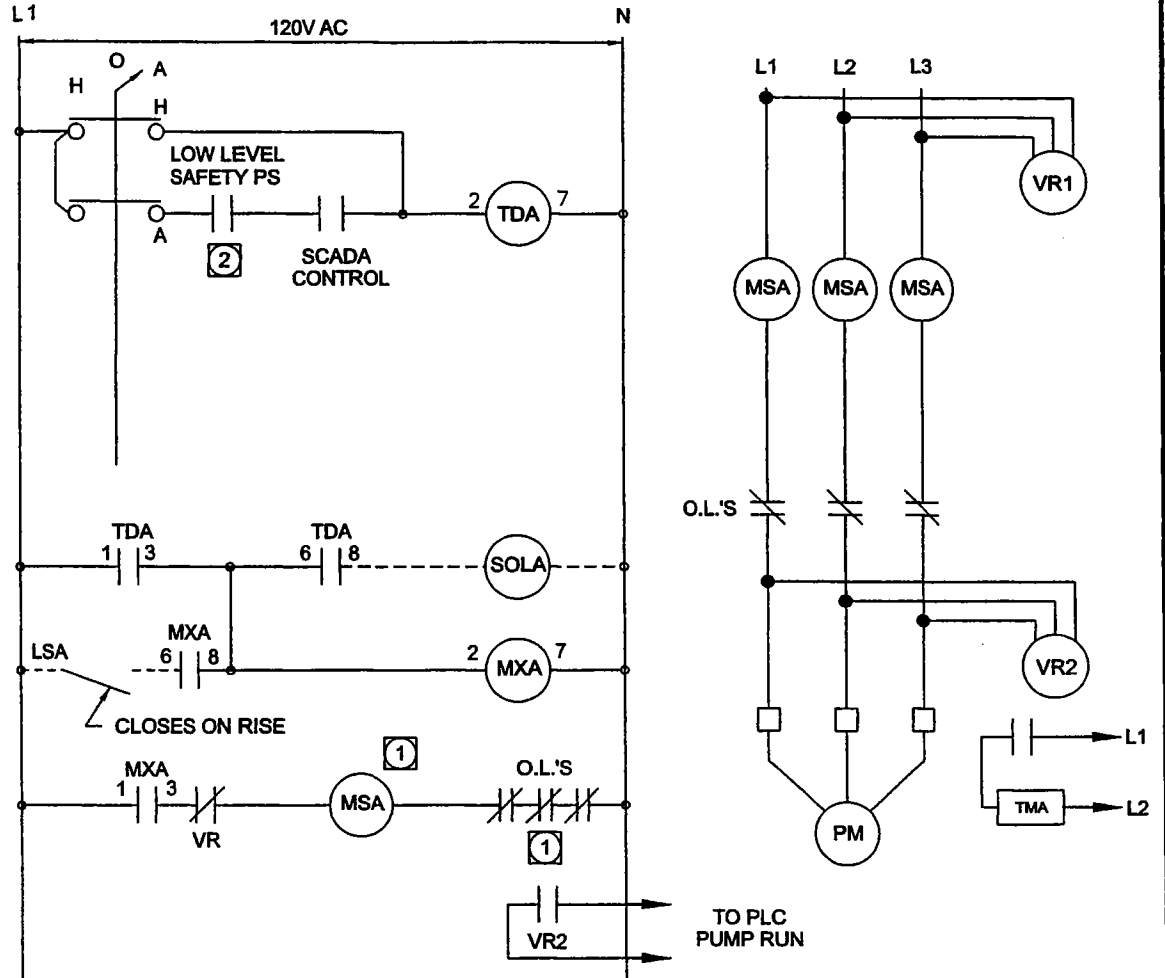 L1
N
120V AC
O
A
H
H
LOW LEVEL
SAFETY PS
A
2
SCADA
CONTROL
2
TDA
7
TDA
1
3
TDA
6
8
SOLA
LSA
MXA
6
8
2
MXA
7
CLOSES ON RISE
1
MXA
1
3
VR
MSA
O.L.'S
1
VR2
TO PLC
PUMP RUN
L1
L2
L3
VR1
MSA
MSA
MSA
O.L.'S
VR2
L1
TMA
L2
PM